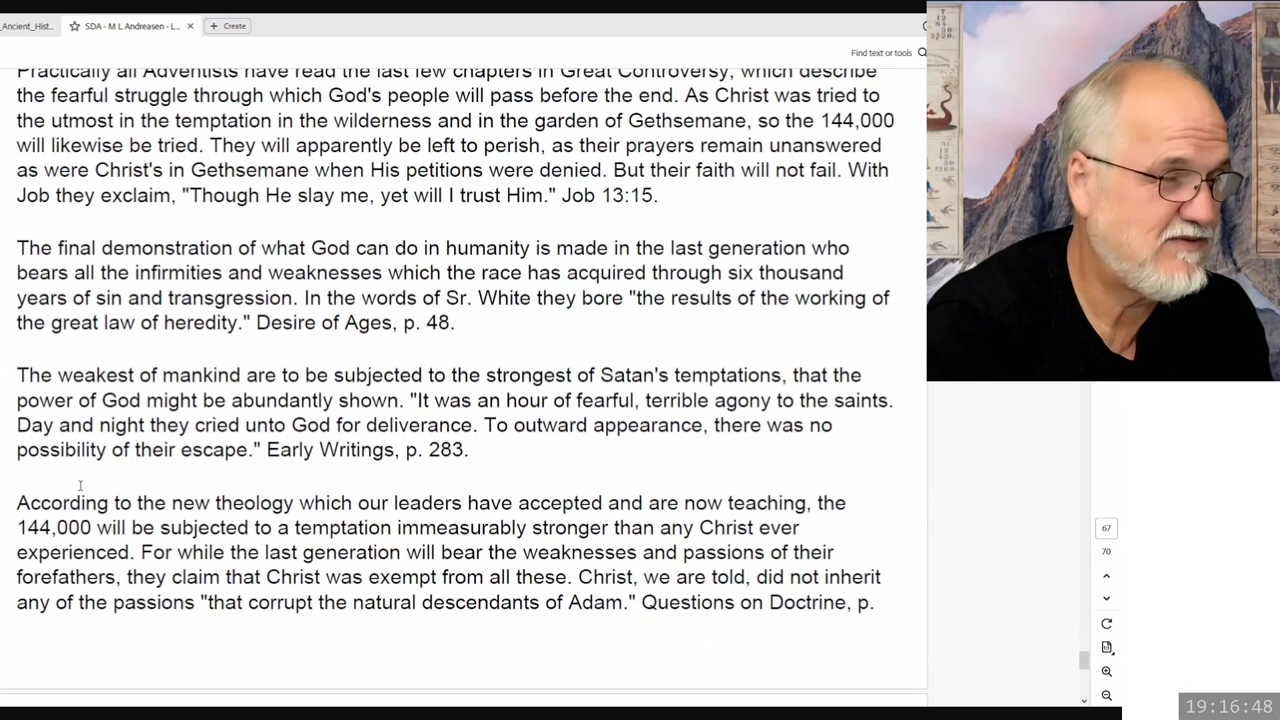 _Ancient_Hist...
SDA - M L Andreasen - L...
Create
Find text or tools
Practically all Adventists have read the last few chapters in Great Controversy, which describe
the fearful struggle through which God's people will pass before the end. As Christ was tried to
the utmost in the temptation in the wilderness and in the garden of Gethsemane, so the 144,000
will likewise be tried. They will apparently be left to perish, as their prayers remain unanswered
as were Christ's in Gethsemane when His petitions were denied. But their faith will not fail. With
Job they exclaim, "Though He slay me, yet will I trust Him." Job 13:15.
The final demonstration of what God can do in humanity is made in the last generation who
bears all the infirmities and weaknesses which the race has acquired through six thousand
years of sin and transgression. In the words of Sr. White they bore "the results of the working of
the great law of heredity." Desire of Ages, p. 48.
The weakest of mankind are to be subjected to the strongest of Satan's temptations, that the
power of God might be abundantly shown. "It was an hour of fearful, terrible agony to the saints.
Day and night they cried unto God for deliverance. To outward appearance, there was no
possibility of their escape." Early Writings, p. 283.
According to the new theology which our leaders have accepted and are now teaching, the
144,000 will be subjected to a temptation immeasurably stronger than any Christ ever
experienced. For while the last generation will bear the weaknesses and passions of their
forefathers, they claim that Christ was exempt from all these. Christ, we are told, did not inherit
any of the passions "that corrupt the natural descendants of Adam." Questions on Doctrine, p.
67
70
19:16:48